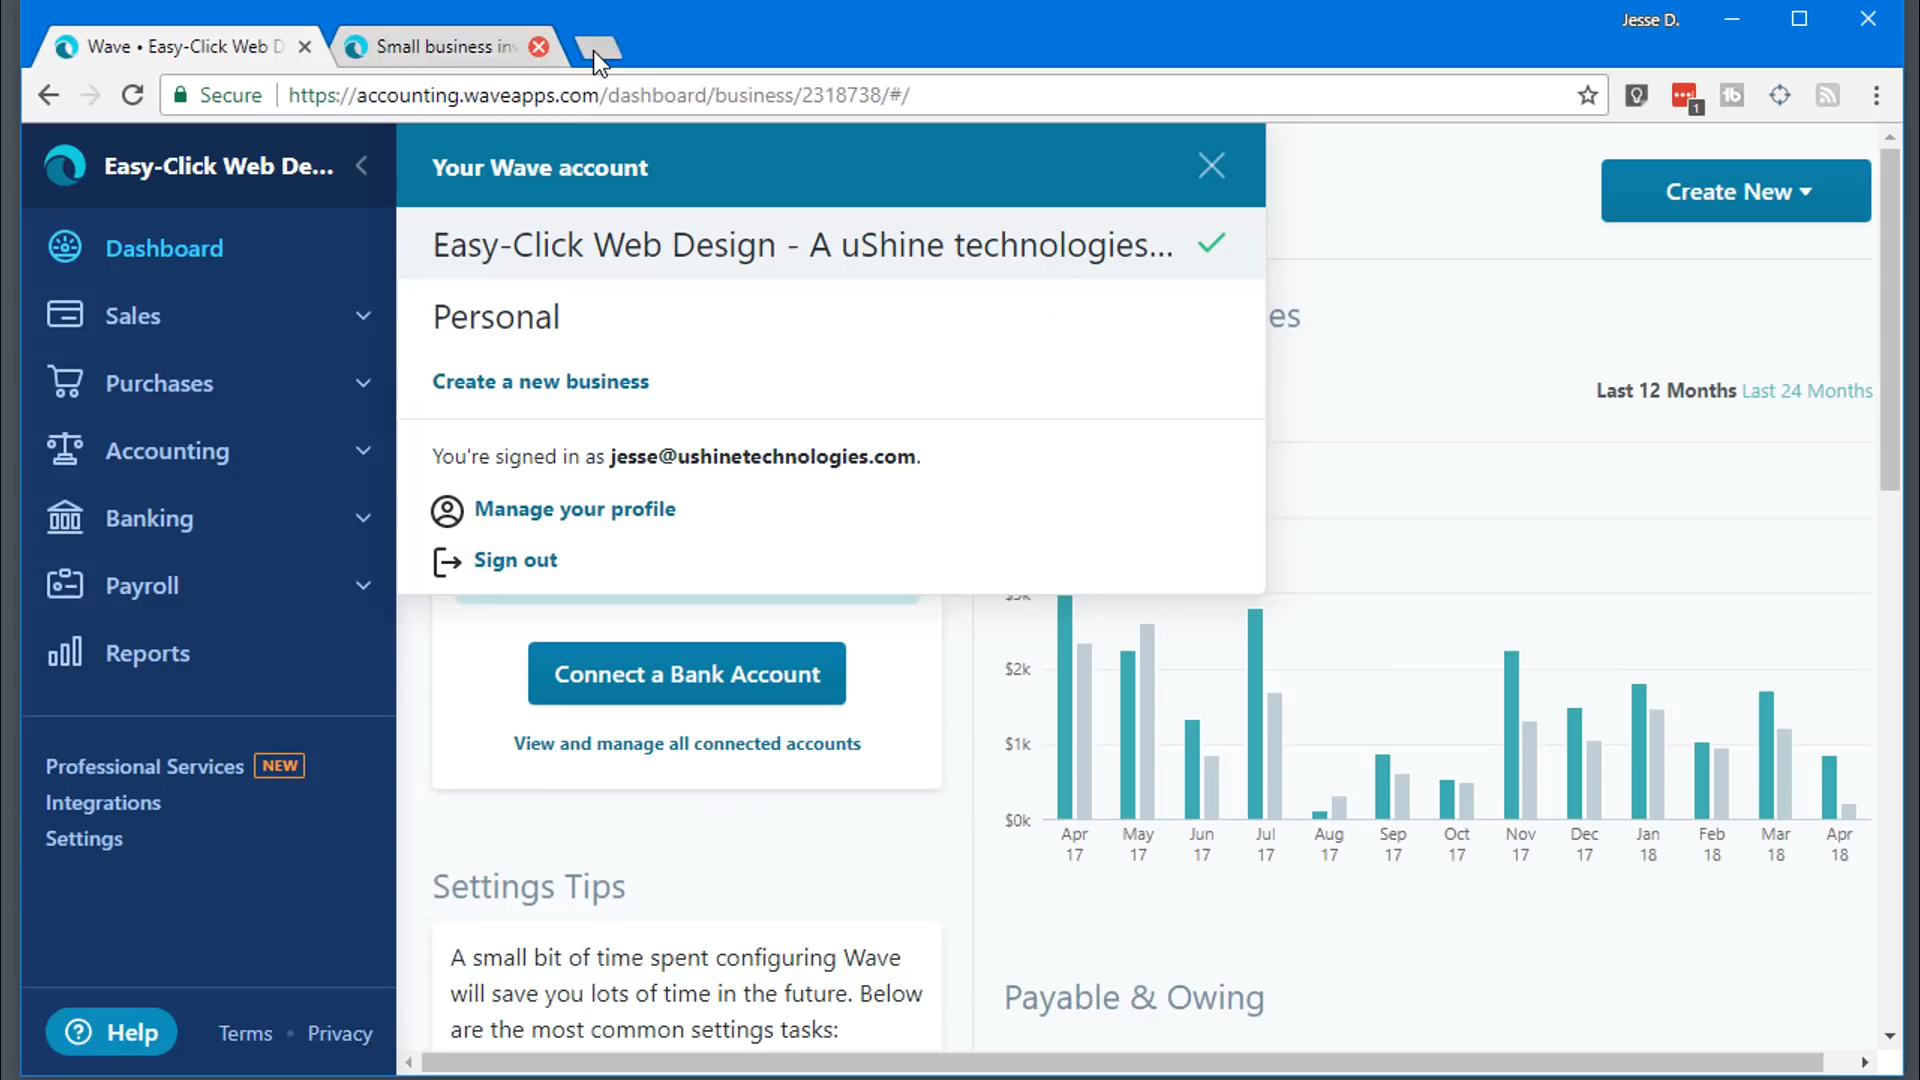 Jesse D.
Wave • Easy-Click Web D
Small business in
Secure
https://accounting.waveapps.com/dashboard/business/2318738/#/
1
Easy-Click Web De...
Your Wave account
Create New
Easy-Click Web Design - A uShine technologies...
Dashboard
Sales
Personal
es
Purchases
Create a new business
Last 12 Months Last 24 Months
Accounting
You're signed in as jesse@ushinetechnologies.com.
Banking
Manage your profile
Sign out
Payroll
Reports
Connect a Bank Account
View and manage all connected accounts
$2k
$1k
$0k
Apr 17
May 17
Jun 17
Jul 17
Aug 17
Sep 17
Oct 17
Nov 17
Dec 17
Jan 18
Feb 18
Mar 18
Apr 18
Professional Services NEW
Integrations
Settings
Settings Tips
A small bit of time spent configuring Wave
will save you lots of time in the future. Below
are the most common settings tasks:
Payable & Owing
Help
Terms • Privacy